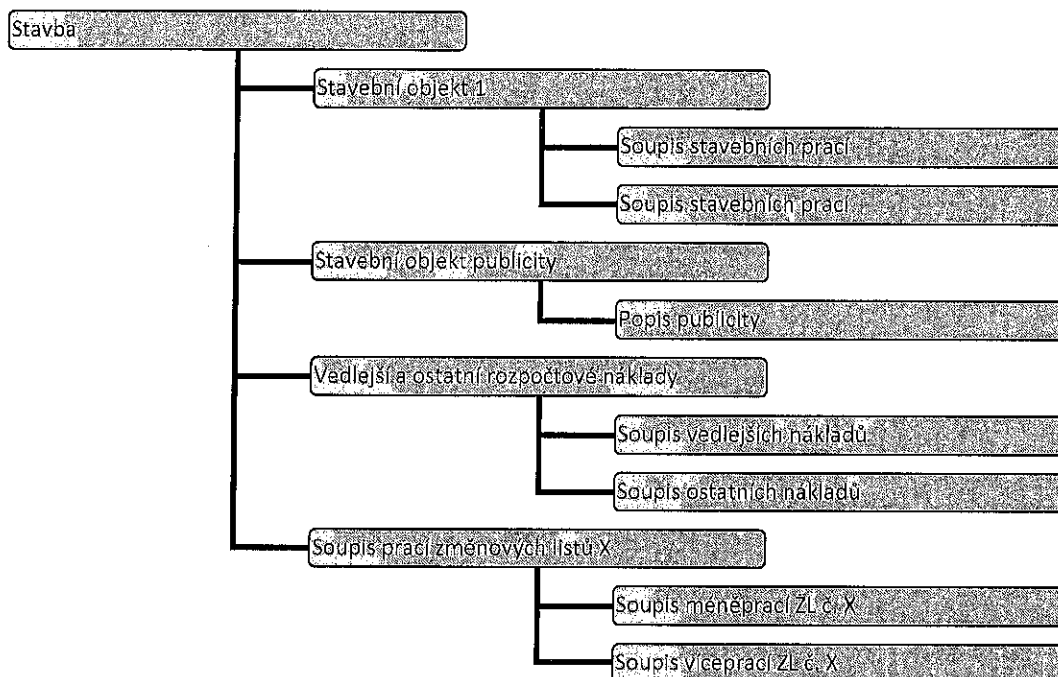 Stavba
Stavební objekt 1
Soupis stavebních prací
Soupis stavebních prací
Stavební objekt publicity
Popis publicity
Vedlejší a ostatní rozpočtové náklady
Soupis vedlejších nákladů
Soupis ostatních nákladů
Soupis prací změnových listů X
Soupis méněprací ZL č. X
Soupis víceprací ZL č. X